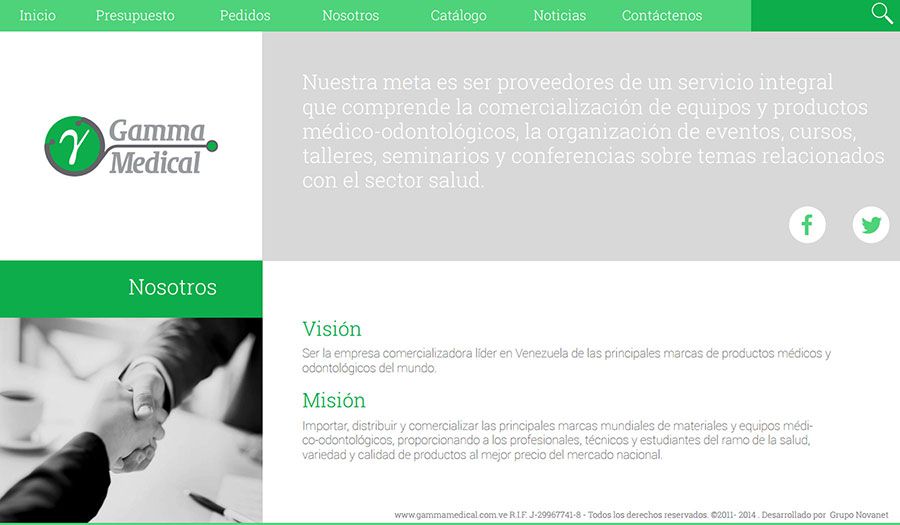 Inicio Presupuesto Pedidos Nosotros Catálogo Noticias Contáctenos
γ Gamma
Medical
Nuestra meta es ser proveedores de un servicio integral
que comprende la comercialización de equipos y productos
médico-odontológicos, la organización de eventos, cursos,
talleres, seminarios y conferencias sobre temas relacionados
con el sector salud.
Nosotros
Visión
Ser la empresa comercializadora líder en Venezuela de las principales marcas de productos médicos y
odontológicos del mundo.
Misión
Importar, distribuir y comercializar las principales marcas mundiales de materiales y equipos médi-
co-odontológicos, proporcionando a los profesionales, técnicos y estudiantes del ramo de la salud,
variedad y calidad de productos al mejor precio del mercado nacional.
www.gammamedical.com.ve R.I.F. J-29967741-8 - Todos los derechos reservados. ©2011- 2014 . Desarrollado por Grupo Novanet